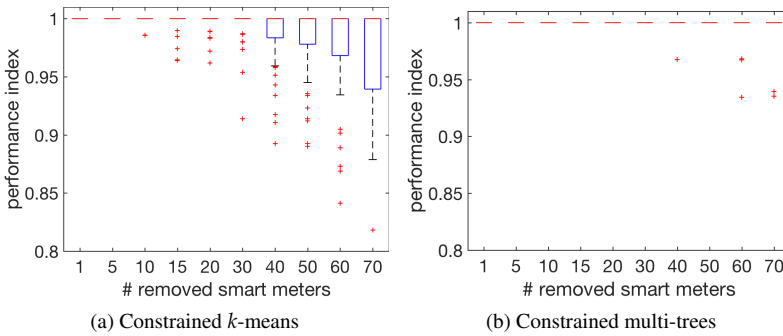 1
0.95
0.9
0.85
0.8
performance index
1 5 10 15 20 30 40 50 60 70
# removed smart meters
(a) Constrained k-means
1
0.95
0.9
0.85
0.8
performance index
1 5 10 15 20 30 40 50 60 70
# removed smart meters
(b) Constrained multi-trees